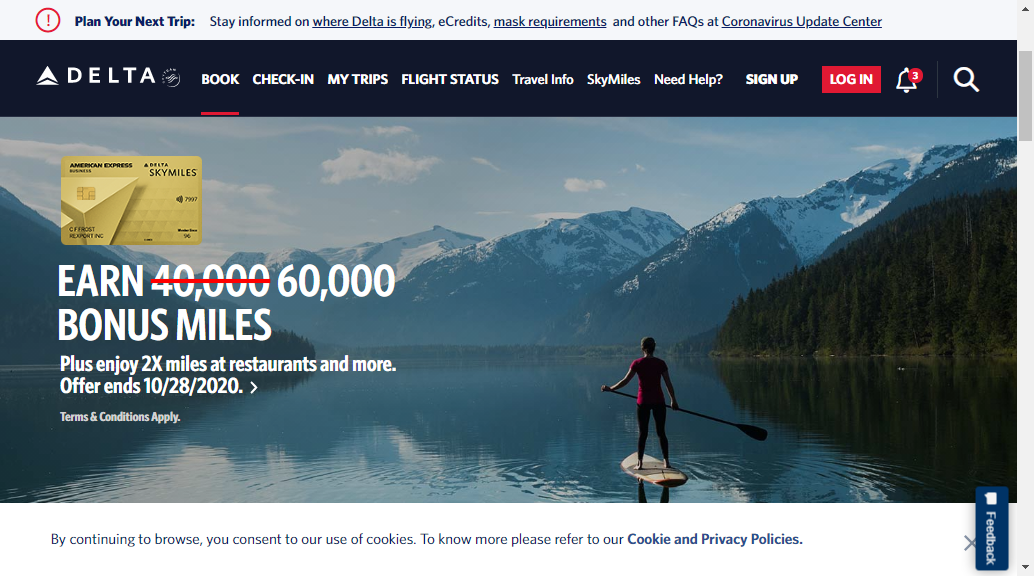 Plan Your Next Trip: Stay informed on where Delta is flying, eCredits, mask requirements and other FAQs at Coronavirus Update Center
DELTA BOOK CHECK-IN MY TRIPS FLIGHT STATUS Travel Info SkyMiles Need Help? SIGN UP LOG IN 3
AMERICAN EXPRESS
BUSINESS
DELTA
SKYMILES
7997
C F FROST
REXPORT INC
Member Since
96
EARN 40,000 60,000
BONUS MILES
Plus enjoy 2X miles at restaurants and more.
Offer ends 10/28/2020.
Terms & Conditions Apply.
Feedback
By continuing to browse, you consent to our use of cookies. To know more please refer to our Cookie and Privacy Policies.